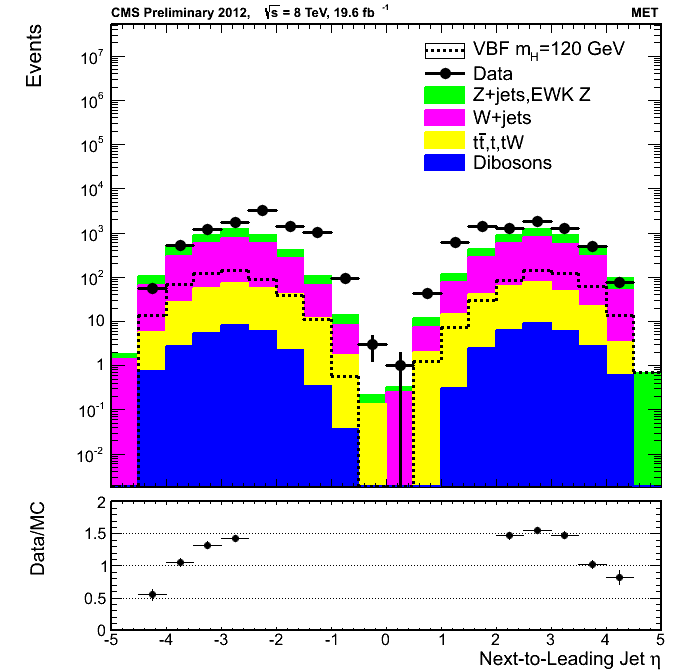 CMS Preliminary 2012, √s = 8 TeV, 19.6 fb⁻¹ MET
Events
VBF m_H=120 GeV
Data
Z+jets,EWK Z
W+jets
tt̄,t,tW
Dibosons
10⁷
10⁶
10⁵
10⁴
10³
10²
10
1
10⁻¹
10⁻²
Data/MC
2
1.5
1
0.5
0
-5 -4 -3 -2 -1 0 1 2 3 4 5
Next-to-Leading Jet η